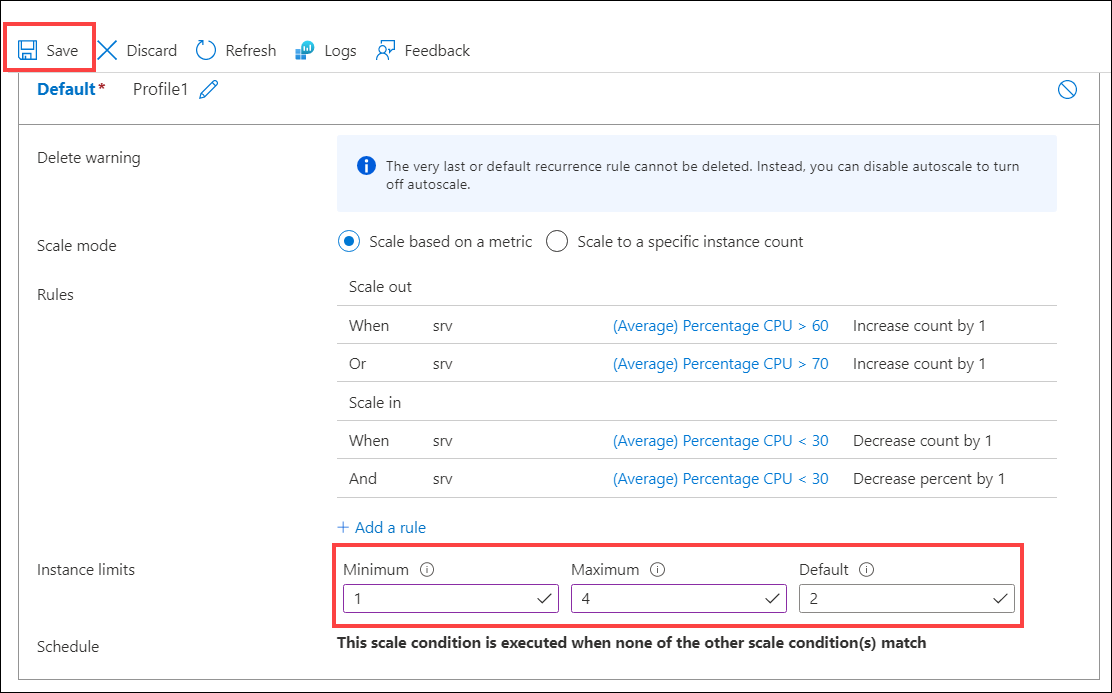 Save Discard Refresh Logs Feedback
Default* Profile1
Delete warning
The very last or default recurrence rule cannot be deleted. Instead, you can disable autoscale to turn
off autoscale.
Scale mode
Scale based on a metric Scale to a specific instance count
Rules
Scale out
When srv (Average) Percentage CPU > 60 Increase count by 1
Or srv (Average) Percentage CPU > 70 Increase count by 1
Scale in
When srv (Average) Percentage CPU < 30 Decrease count by 1
And srv (Average) Percentage CPU < 30 Decrease percent by 1
+ Add a rule
Instance limits
Minimum Maximum Default
1 4 2
Schedule
This scale condition is executed when none of the other scale condition(s) match